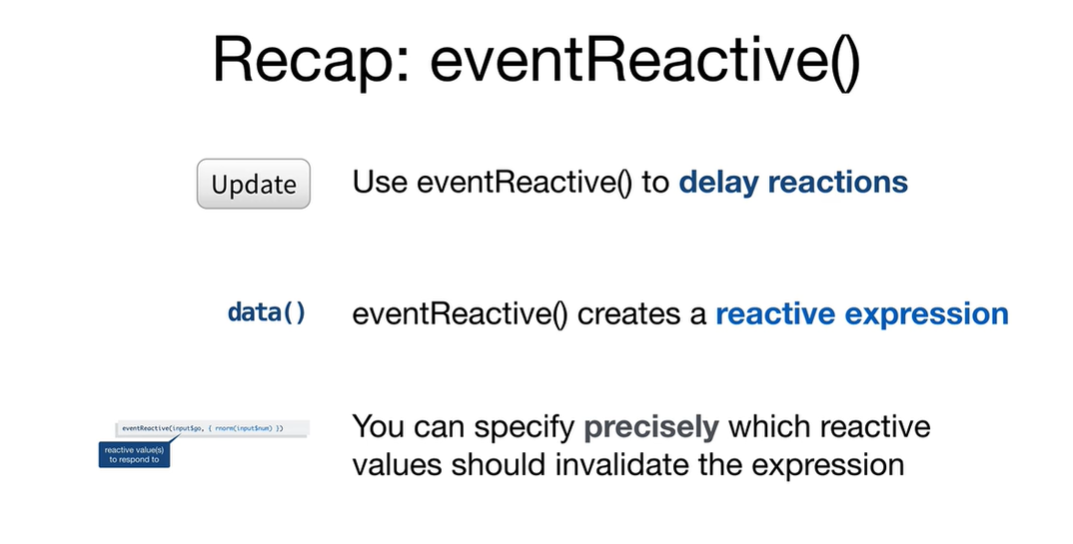 Recap: eventReactive()
Update
Use eventReactive() to delay reactions
data()
eventReactive() creates a reactive expression
eventReactive(input$go, { rnorm(input$num) })
reactive value(s)
to respond to
You can specify precisely which reactive
values should invalidate the expression